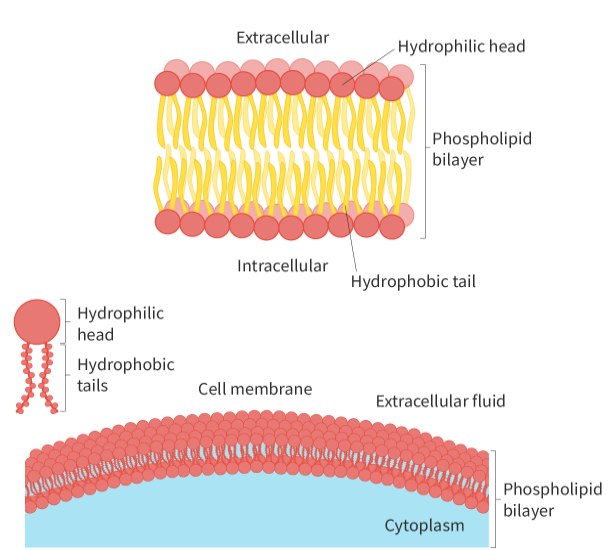 Extracellular
Hydrophilic head
Phospholipid
bilayer
Intracellular
Hydrophobic tail
Hydrophilic
head
Hydrophobic
tails
Cell membrane
Extracellular fluid
Phospholipid
bilayer
Cytoplasm